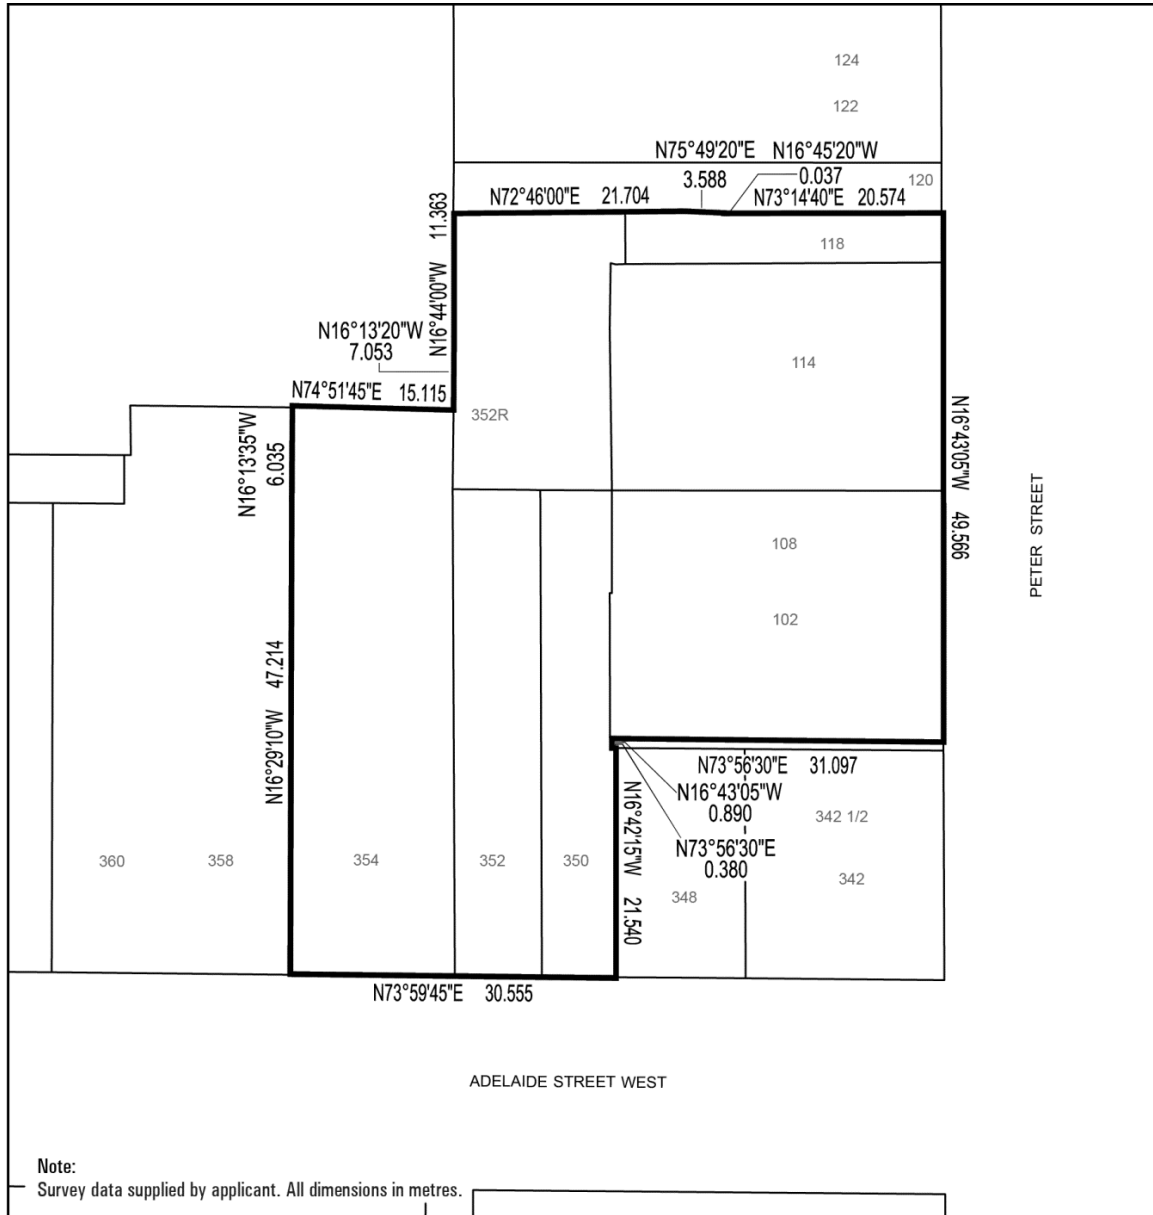 124
122
N75°49'20"E N16°45'20"W
3.588 0.037 120
N72°46'00"E 21.704 N73°14'40"E 20.574
N16°44'00"W 11.363
118
N16°13'20"W
7.053
114
N74°51'45"E 15.115
352R
N16°13'35"W
6.035
N16°43'05"W 49.566
PETER STREET
108
102
N16°29'10"W 47.214
N73°56'30"E 31.097
N16°43'05"W
0.890
342 1/2
N16°42'15"W 21.540
N73°56'30"E
0.380
360 358 354 352 350
348
342
N73°59'45"E 30.555
ADELAIDE STREET WEST
Note:
Survey data supplied by applicant. All dimensions in metres.